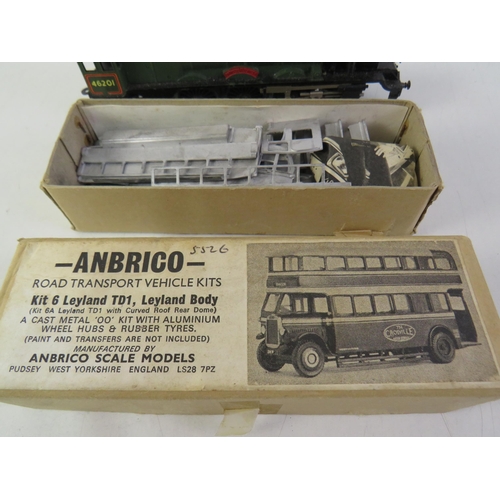 46201
5526
—ANBRICO—
ROAD TRANSPORT VEHICLE KITS
Kit 6 Leyland TD1, Leyland Body
(Kit 6A Leyland TD1 with Curved Roof Rear Dome)
A CAST METAL 'OO' KIT WITH ALUMINIUM
WHEEL HUBS & RUBBER TYRES.
(PAINT AND TRANSFERS ARE NOT INCLUDED)
MANUFACTURED BY
ANBRICO SCALE MODELS
PUDSEY WEST YORKSHIRE ENGLAND LS28 7PZ
CROSVILLE